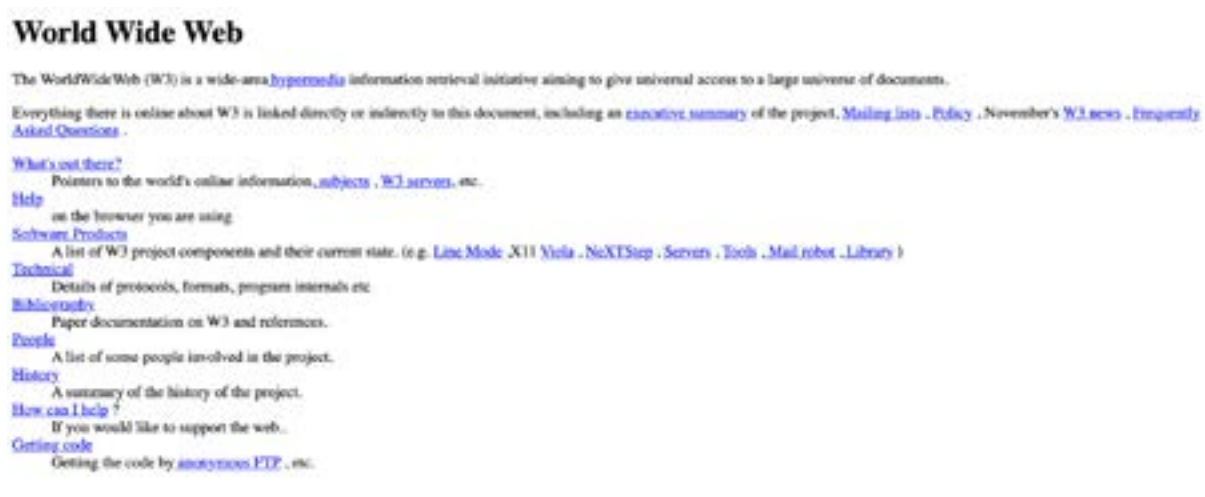 World Wide Web
The WorldWideWeb (W3) is a wide-area hypermedia information retrieval initiative aiming to give universal access to a large universe of documents.
Everything there is online about W3 is linked directly or indirectly to this document, including an executive summary of the project, Mailing lists , Policy , November's W3 news , Frequently
Asked Questions .
What's out there?
Pointers to the world's online information, subjects , W3 servers, etc.
Help
on the browser you are using
Software Products
A list of W3 project components and their current state. (e.g. Line Mode ,X11 Viola , NeXTStep , Servers , Tools , Mail robot , Library )
Technical
Details of protocols, formats, program internals etc
Bibliography
Paper documentation on W3 and references.
People
A list of some people involved in the project.
History
A summary of the history of the project.
How can I help ?
If you would like to support the web..
Getting code
Getting the code by anonymous FTP , etc.